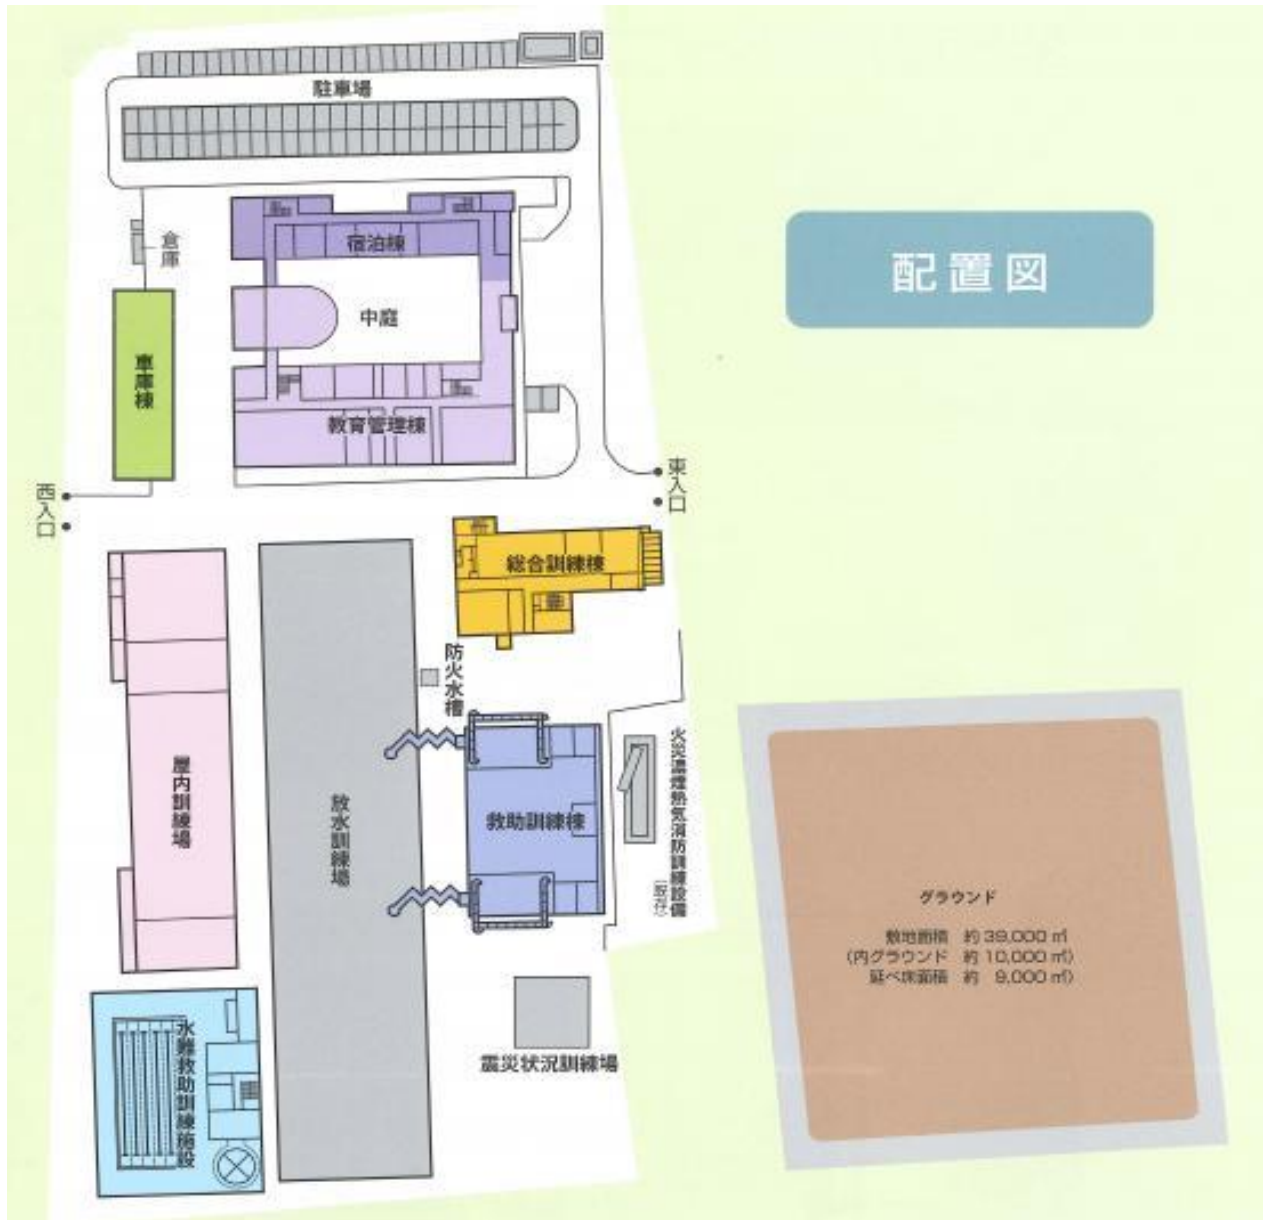 駐車場
倉庫
宿泊棟
配置図
中庭
車庫棟
教育管理棟
西入口
東入口
総合訓練棟
防火水槽
火災濃煙熱気消防訓練設備
(既存)
屋内訓練場
放水訓練場
救助訓練棟
グラウンド
敷地面積 約39,000㎡
(内グラウンド 約10,000㎡)
延べ床面積 約 9,000㎡)
水難救助訓練施設
震災状況訓練場